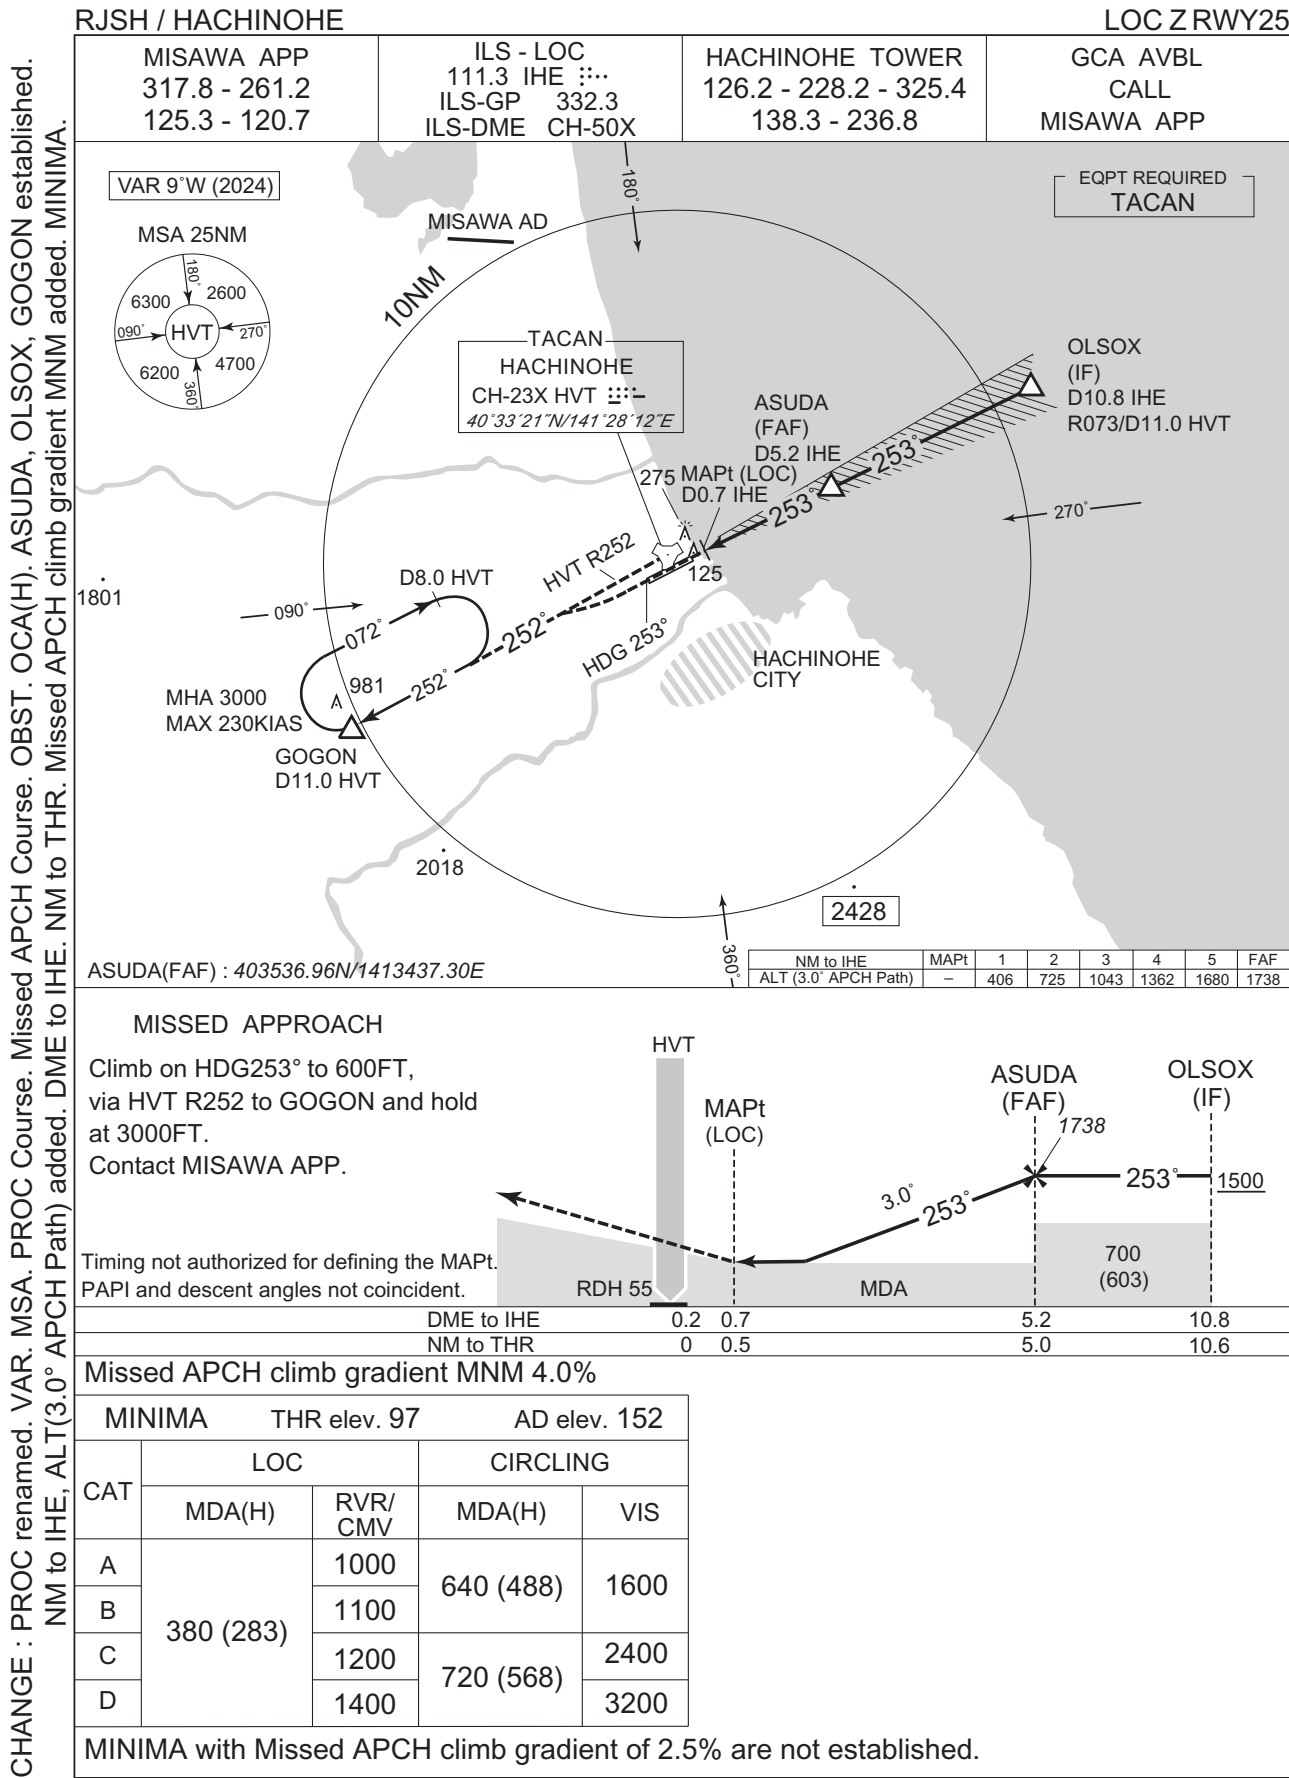 RJSH / HACHINOHE
LOC Z RWY25
MISAWA APP
317.8 - 261.2
125.3 - 120.7
ILS - LOC
111.3 IHE
ILS-GP 332.3
ILS-DME CH-50X
HACHINOHE TOWER
126.2 - 228.2 - 325.4
138.3 - 236.8
GCA AVBL
CALL
MISAWA APP
CHANGE : PROC renamed. VAR. MSA. PROC Course. Missed APCH Course. OBST. OCA(H). ASUDA, OLSOX, GOGON established.
NM to IHE, ALT(3.0° APCH Path) added. DME to IHE. NM to THR. Missed APCH climb gradient MNM added. MINIMA.
VAR 9°W (2024)
MSA 25NM
180°
6300
2600
090°
HVT
270°
6200
4700
360°
180°
MISAWA AD
10NM
EQPT REQUIRED
TACAN
TACAN
HACHINOHE
CH-23X HVT
40°33´21˝N/141°28´12˝E
OLSOX
(IF)
D10.8 IHE
R073/D11.0 HVT
ASUDA
(FAF)
D5.2 IHE
253°
253°
275
MAPt (LOC)
D0.7 IHE
270°
125
HVT R252
HDG 253°
1801
D8.0 HVT
090°
072°
252°
252°
981
MHA 3000
MAX 230KIAS
GOGON
D11.0 HVT
HACHINOHE
CITY
2018
2428
360°
ASUDA(FAF) : 403536.96N/1413437.30E
NM to IHE MAPt 1 2 3 4 5 FAF
ALT (3.0° APCH Path) – 406 725 1043 1362 1680 1738
MISSED APPROACH
Climb on HDG253° to 600FT,
via HVT R252 to GOGON and hold
at 3000FT.
Contact MISAWA APP.
Timing not authorized for defining the MAPt.
PAPI and descent angles not coincident.
HVT
MAPt
(LOC)
ASUDA
(FAF)
1738
OLSOX
(IF)
3.0°
253°
253°
1500
700
(603)
RDH 55
MDA
DME to IHE 0.2 0.7 5.2 10.8
NM to THR 0 0.5 5.0 10.6
Missed APCH climb gradient MNM 4.0%
MINIMA THR elev. 97 AD elev. 152
CAT
LOC
CIRCLING
MDA(H)
RVR/
CMV
MDA(H)
VIS
A
B
C
D
380 (283)
1000
1100
1200
1400
640 (488)
720 (568)
1600
2400
3200
MINIMA with Missed APCH climb gradient of 2.5% are not established.